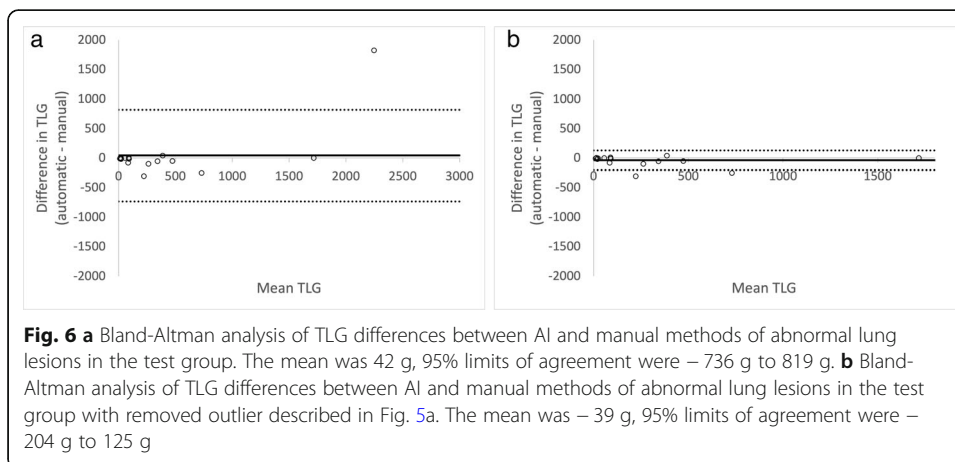 a
2000
1500
1000
500
0
-500
-1000
-1500
-2000
0 500 1000 1500 2000 2500 3000
Difference in TLG
(automatic - manual)
Mean TLG
b
2000
1500
1000
500
0
-500
-1000
-1500
-2000
0 500 1000 1500
Difference in TLG
(automatic - manual)
Mean TLG
Fig. 6 a Bland-Altman analysis of TLG differences between AI and manual methods of abnormal lung
lesions in the test group. The mean was 42 g, 95% limits of agreement were − 736 g to 819 g. b Bland-
Altman analysis of TLG differences between AI and manual methods of abnormal lung lesions in the test
group with removed outlier described in Fig. 5a. The mean was − 39 g, 95% limits of agreement were −
204 g to 125 g